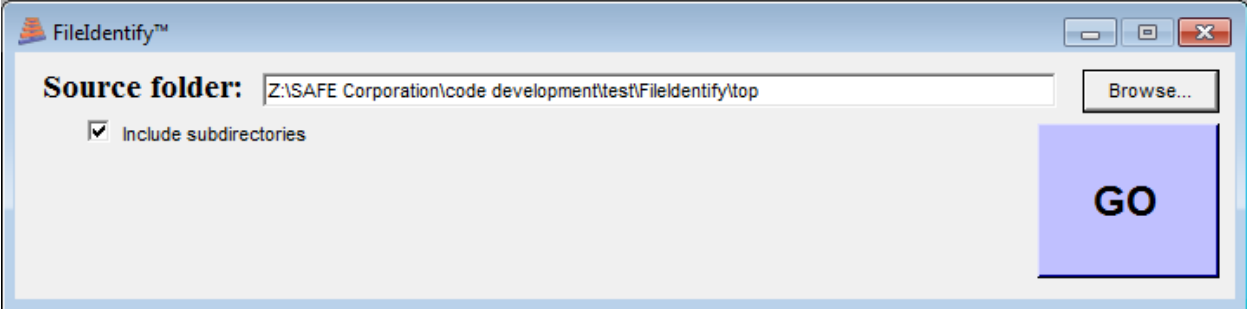 FileIdentify™
Source folder: Z:\SAFE Corporation\code development\test\FileIdentify\top Browse...
Include subdirectories
GO